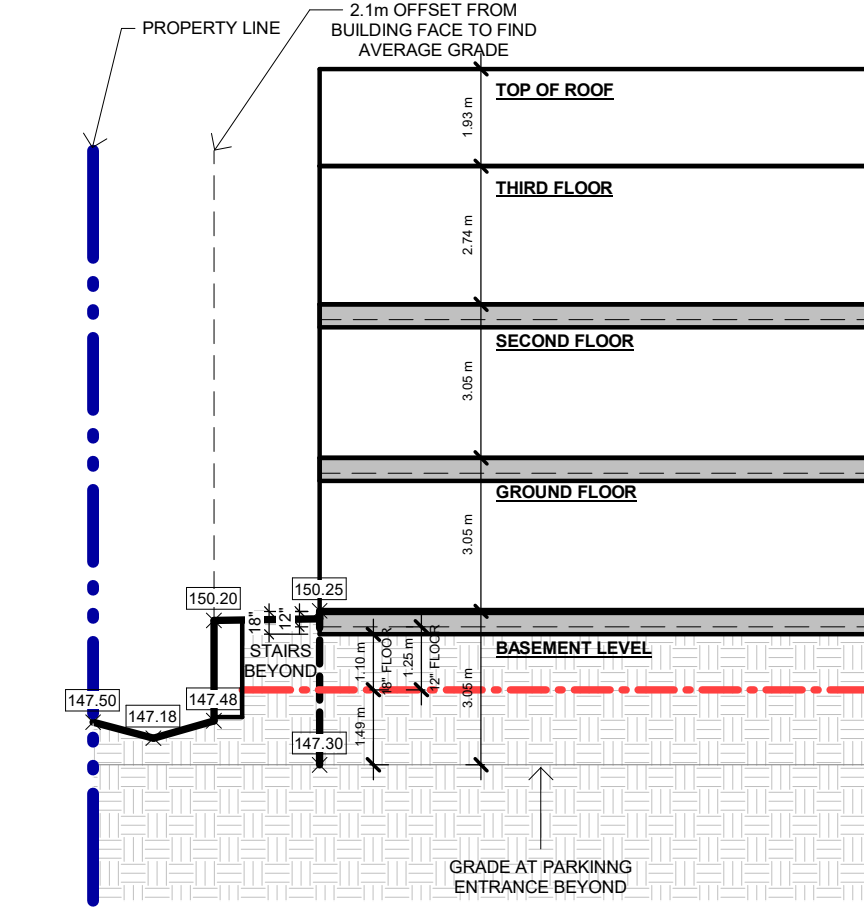 PROPERTY LINE
2.1m OFFSET FROM
BUILDING FACE TO FIND
AVERAGE GRADE
TOP OF ROOF
1.93 m
THIRD FLOOR
2.74 m
SECOND FLOOR
3.05 m
GROUND FLOOR
3.05 m
150.20
150.25
18"
12"
STAIRS
BEYOND
BASEMENT LEVEL
1.10 m
18" FLOOR
1.25 m
12" FLOOR
3.05 m
147.50
147.18
147.48
1.49 m
147.30
GRADE AT PARKINNG
ENTRANCE BEYOND